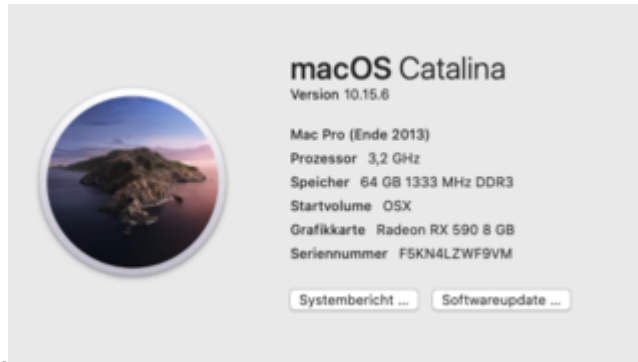 macOS Catalina
Version 10.15.6
Mac Pro (Ende 2013)
Prozessor 3,2 GHz
Speicher 64 GB 1333 MHz DDR3
Startvolume OSX
Grafikkarte Radeon RX 590 8 GB
Seriennummer F5KN4LZWF9VM
Systembericht ... Softwareupdate ...